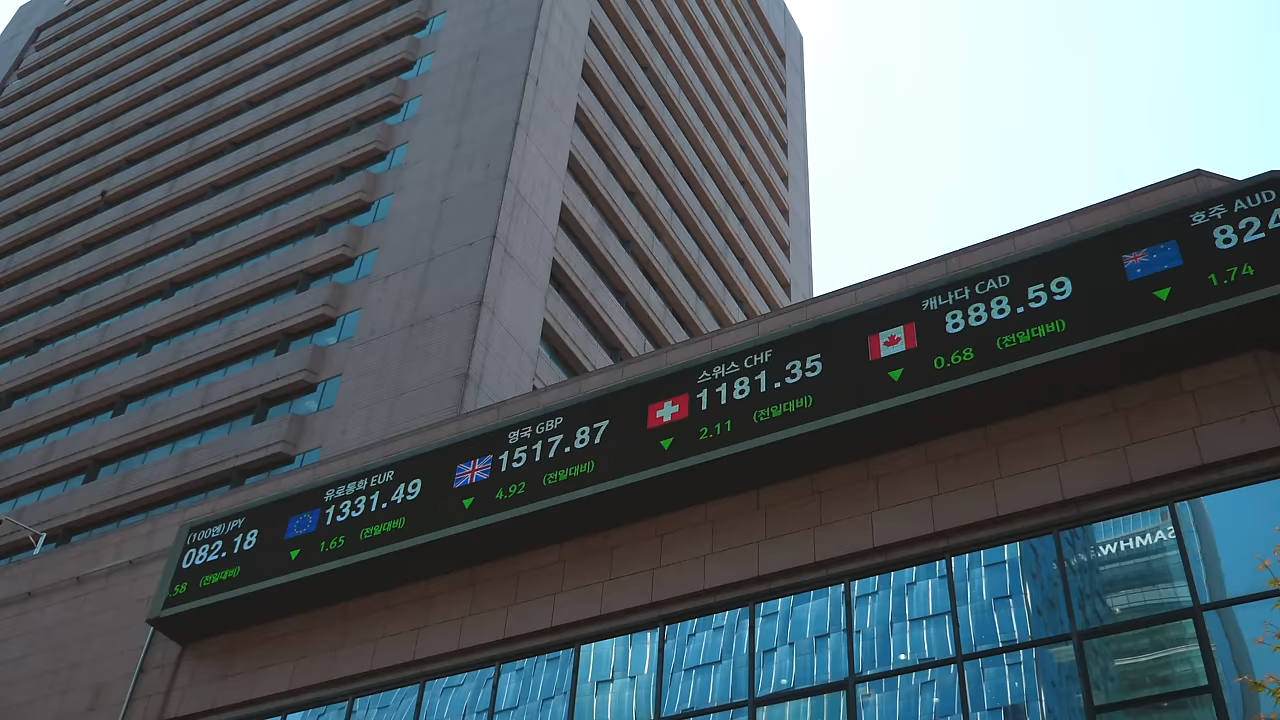 (100엔) JPY
082.18
.58 (전일대비)
유로통화 EUR
1331.49
1.65 (전일대비)
영국 GBP
1517.87
4.92 (전일대비)
스위스 CHF
1181.35
2.11 (전일대비)
캐나다 CAD
888.59
0.68 (전일대비)
호주 AUD
824
1.74